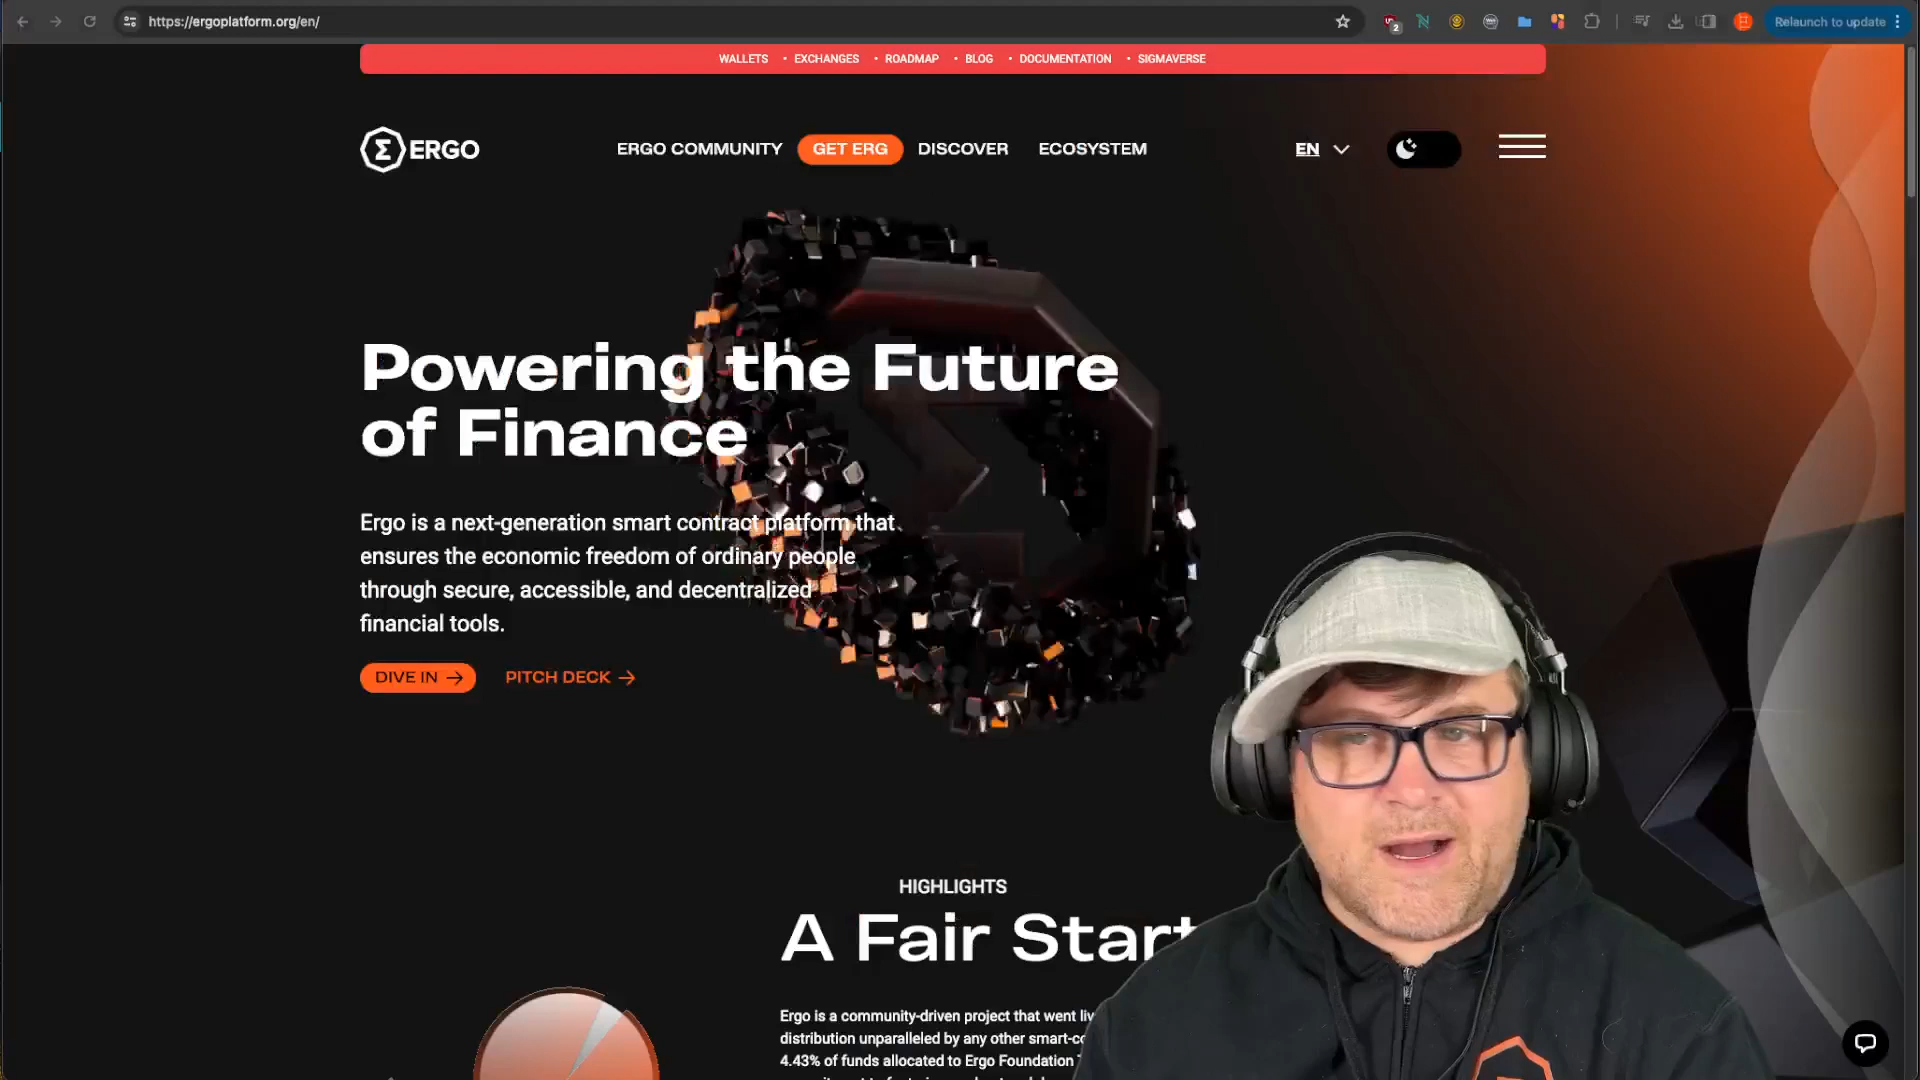 https://ergoplatform.org/en/
2
Relaunch to update
WALLETS • EXCHANGES • ROADMAP • BLOG • DOCUMENTATION • SIGMAVERSE
ERGO
ERGO COMMUNITY GET ERG DISCOVER ECOSYSTEM
EN
Powering the Future
of Finance
Ergo is a next-generation smart contract platform that
ensures the economic freedom of ordinary people
through secure, accessible, and decentralized
financial tools.
DIVE IN → PITCH DECK →
HIGHLIGHTS
A Fair Start
Ergo is a community-driven project that went
distribution unparalleled by any other
4.43% of funds allocated to Ergo Foundation